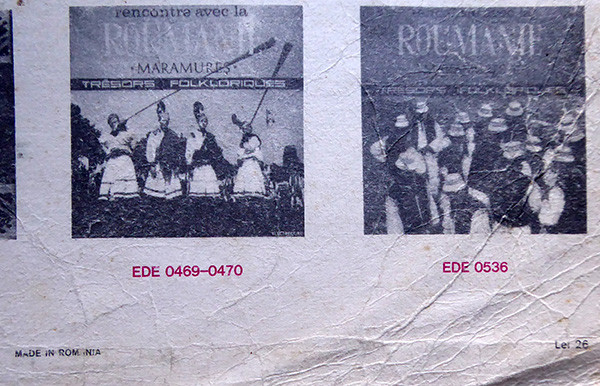 rencontre avec la
ROUMANIE
•MARAMUREȘ•
TRÉSORS FOLKLORIQUES
ELECTRECORD
EDE 0469–0470
ROUMANIE
TRÉSORS FOLKLORIQUES
EDE 0536
MADE IN ROMANIA
Lei 26